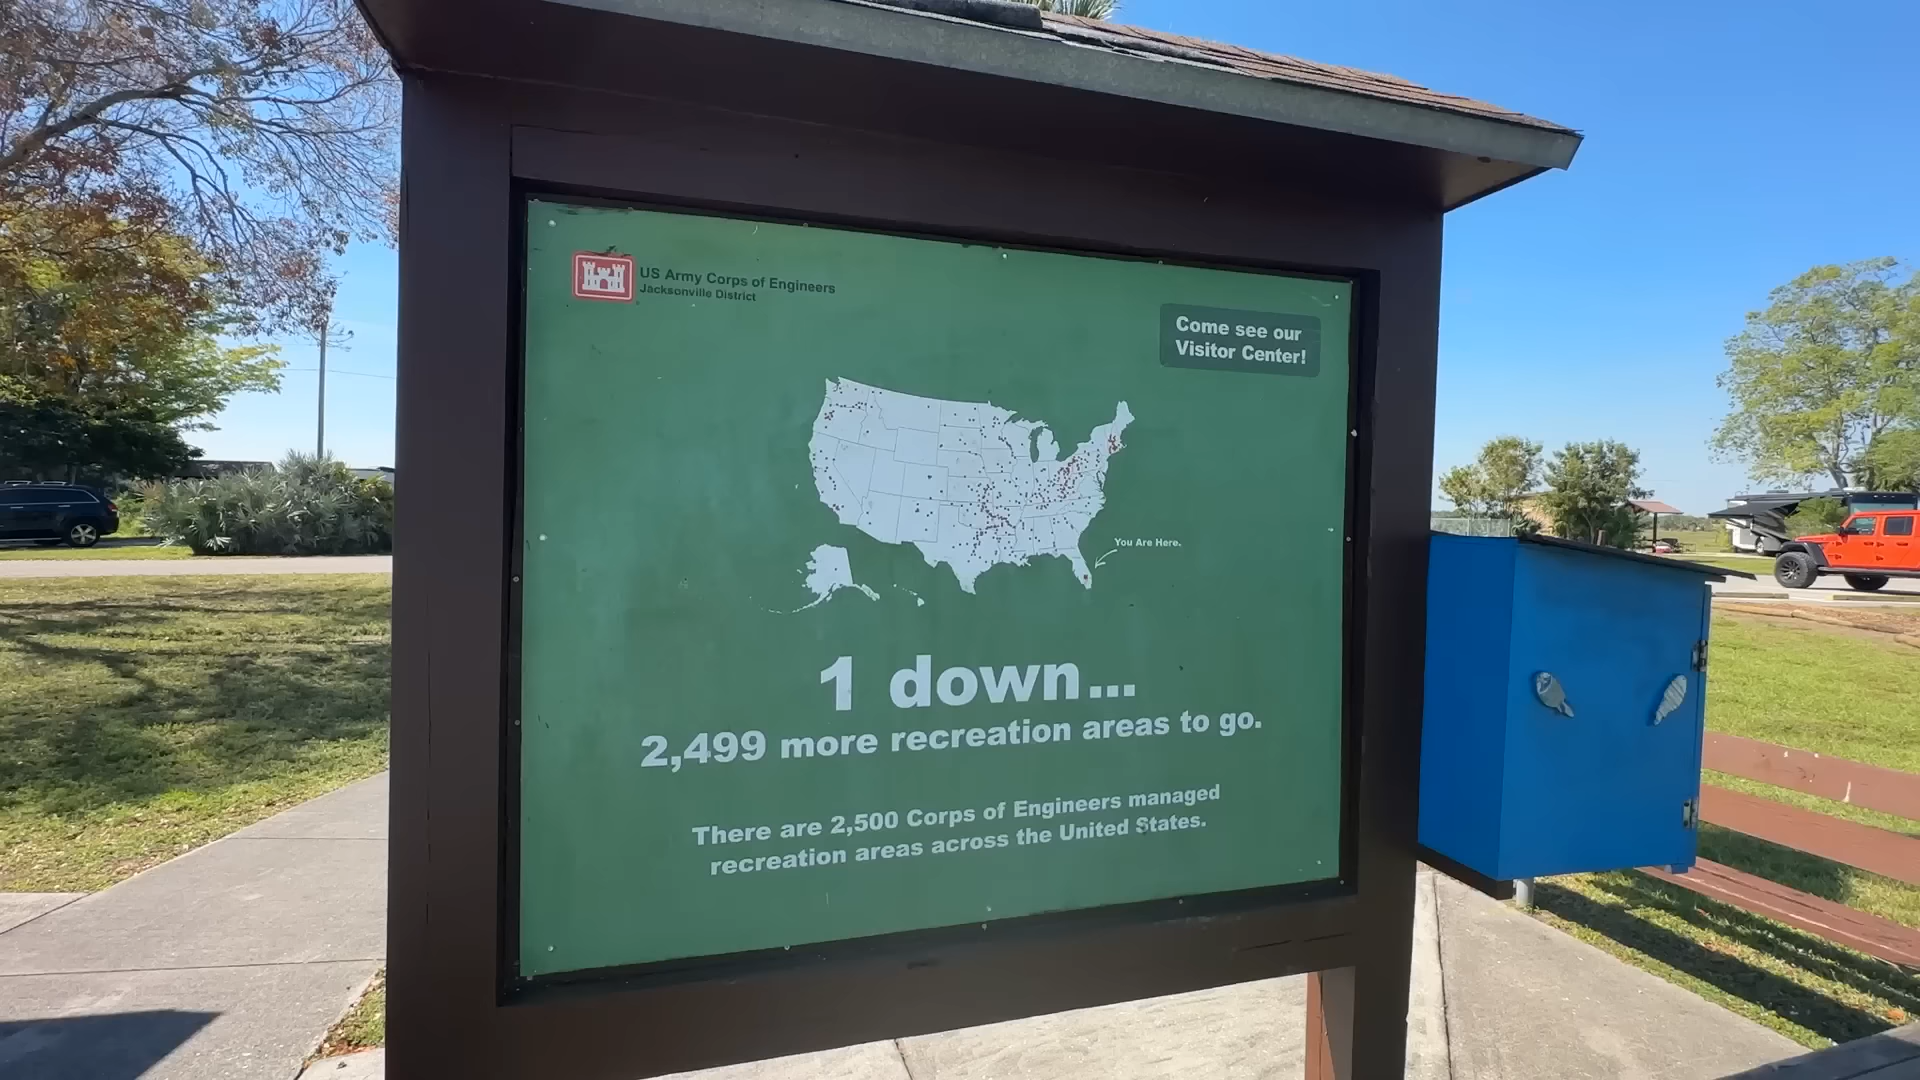 US Army Corps of Engineers
Jacksonville District
Come see our
Visitor Center!
You Are Here.
1 down...
2,499 more recreation areas to go.
There are 2,500 Corps of Engineers managed
recreation areas across the United States.